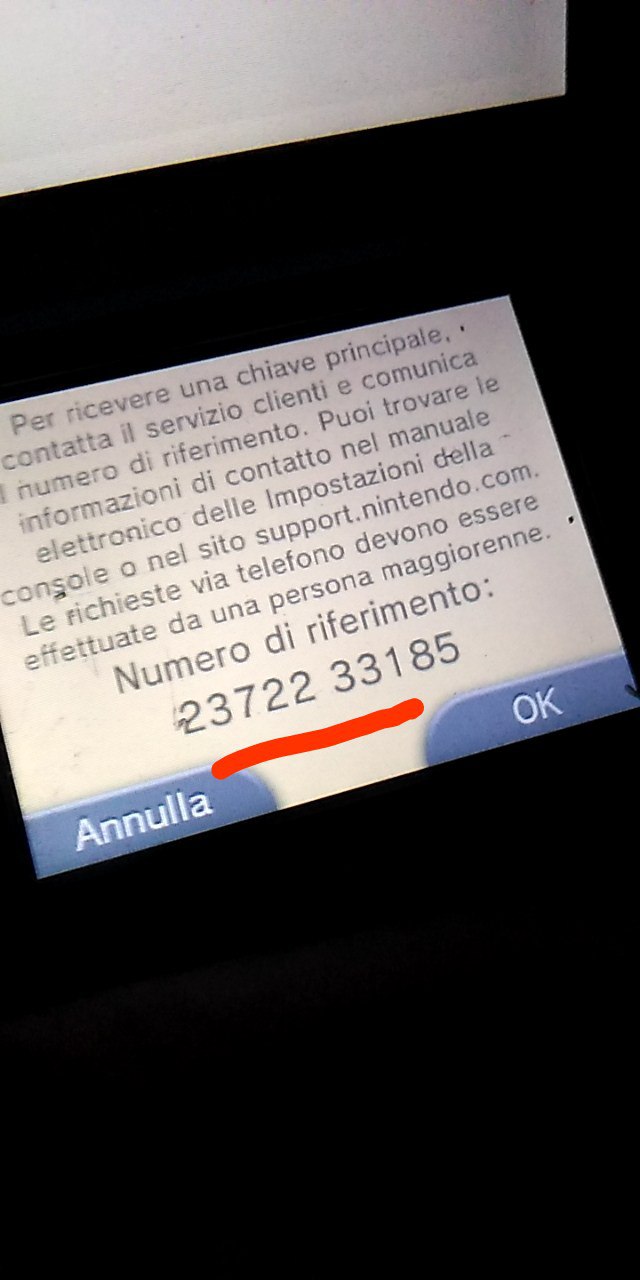 Per ricevere una chiave principale,
contatta il servizio clienti e comunica
il numero di riferimento. Puoi trovare le
informazioni di contatto nel manuale
elettronico delle Impostazioni della
console o nel sito support.nintendo.com.
Le richieste via telefono devono essere
effettuate da una persona maggiorenne.
Numero di riferimento:
23722 33185
Annulla
OK